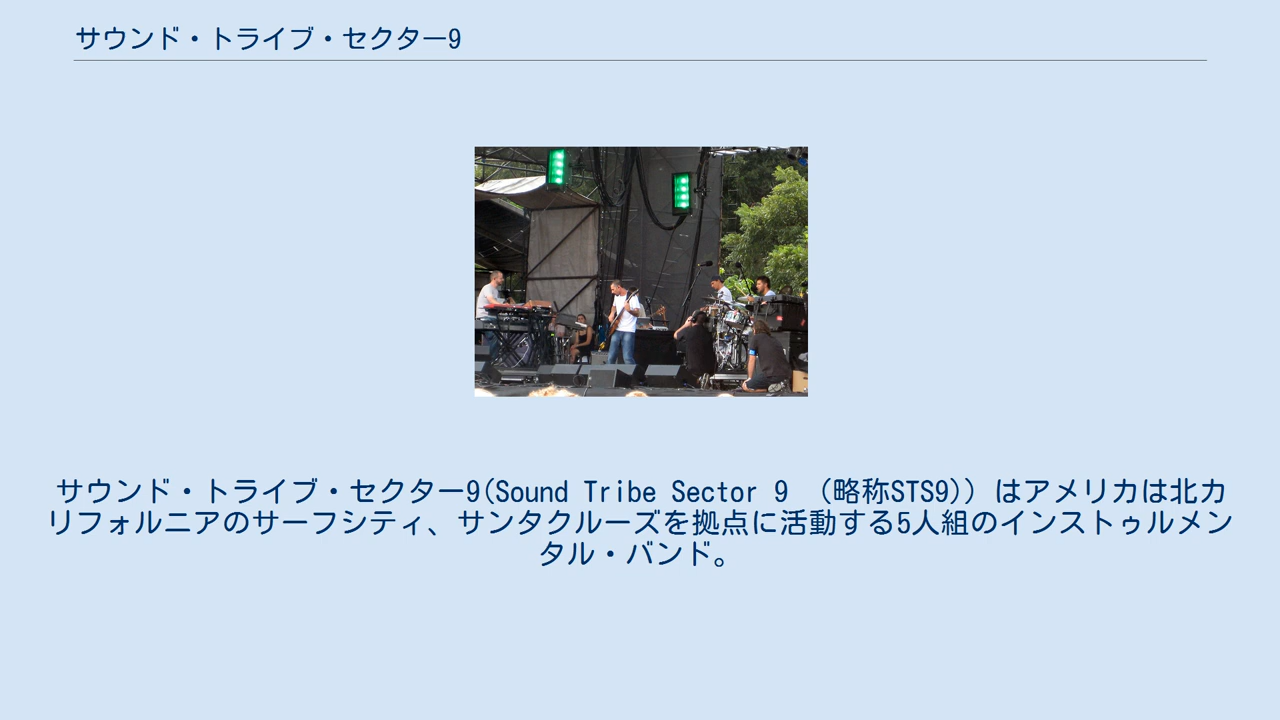 サウンド・トライブ・セクター9
サウンド・トライブ・セクター9(Sound Tribe Sector 9 （略称STS9)）はアメリカは北カ
リフォルニアのサーフシティ、サンタクルーズを拠点に活動する5人組のインストゥルメン
タル・バンド。